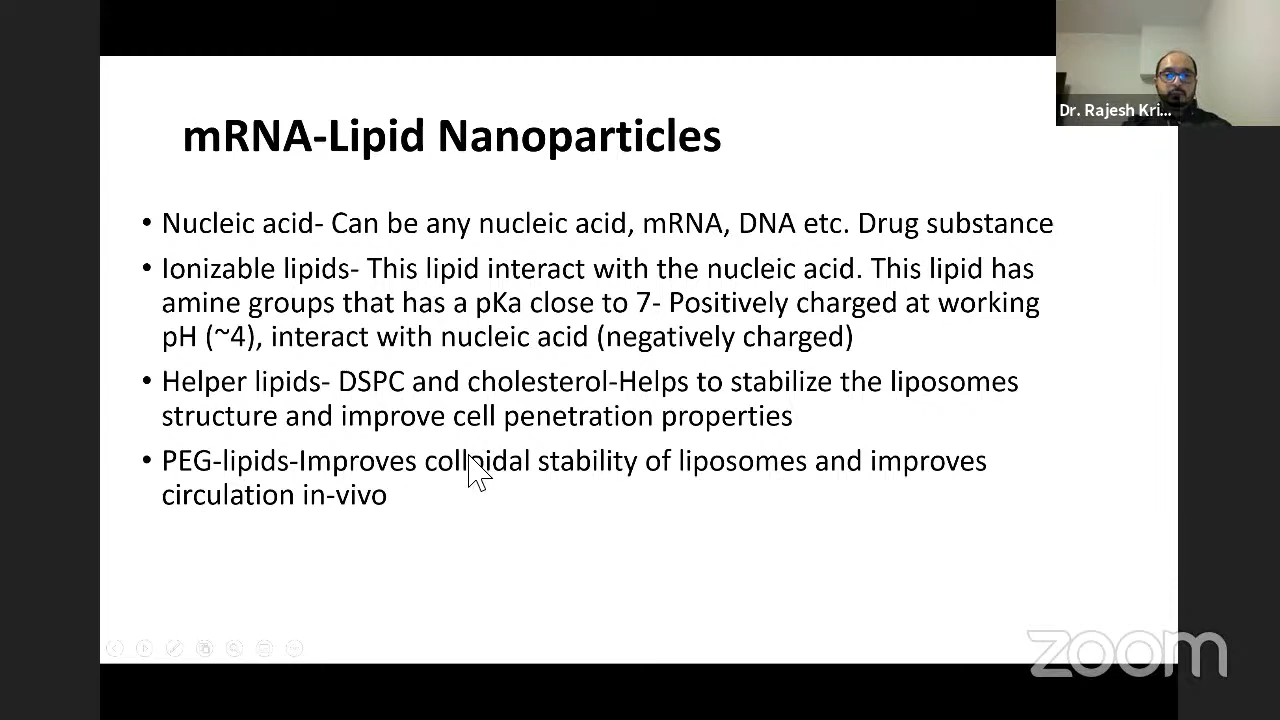 Dr. Rajesh Kri...
mRNA-Lipid Nanoparticles
• Nucleic acid- Can be any nucleic acid, mRNA, DNA etc. Drug substance
• Ionizable lipids- This lipid interact with the nucleic acid. This lipid has
amine groups that has a pKa close to 7- Positively charged at working
pH (~4), interact with nucleic acid (negatively charged)
• Helper lipids- DSPC and cholesterol-Helps to stabilize the liposomes
structure and improve cell penetration properties
• PEG-lipids-Improves colloidal stability of liposomes and improves
circulation in-vivo
zoom